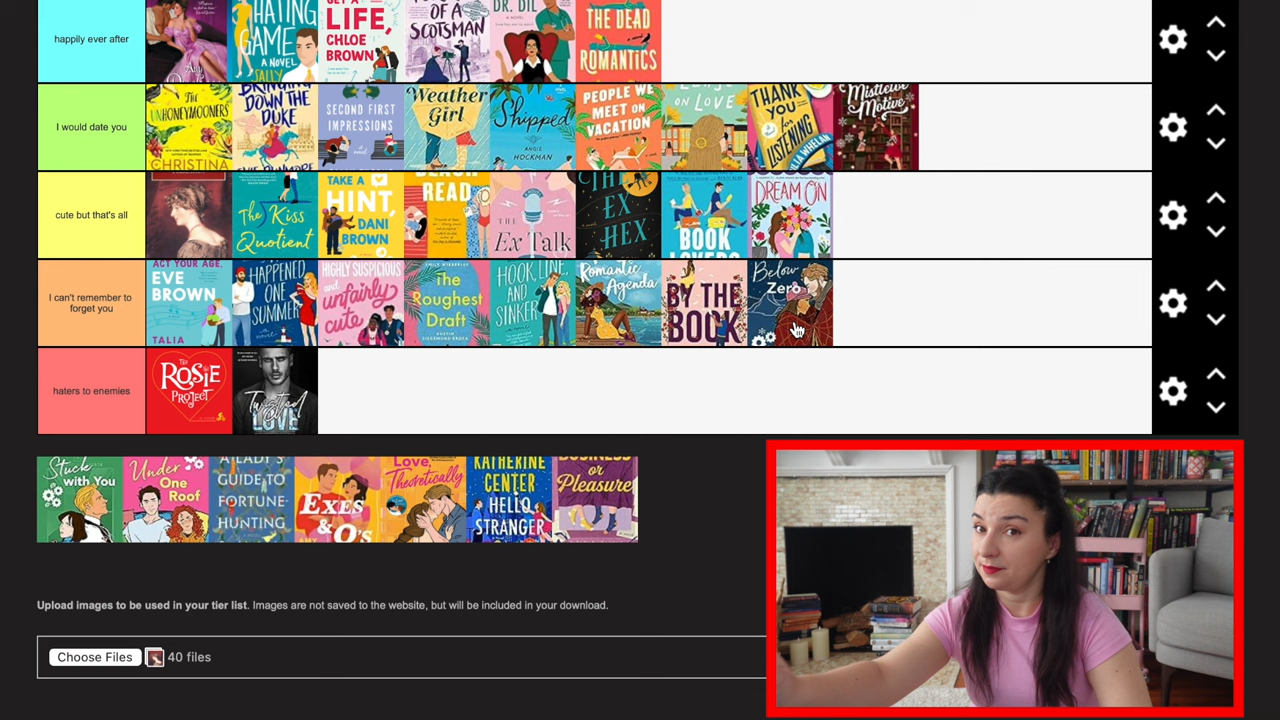 happily ever after
HATING
GAME
A NOVEL
SALLY
LIFE,
CHLOE
BROWN
OF A
SCOTSMAN
A NOVEL
THE DEAD
ROMANTICS
I would date you
THE
UNHONEYMOONERS
CHRISTINA
BRINGING
DOWN THE
DUKE
SECOND FIRST
IMPRESSIONS
Weather
Girl
Shipped
ANGIE
HOCKMAN
PEOPLE WE
MEET ON
VACATION
ON LOVE
THANK
YOU
LISTENING
Mistletoe
Motive
cute but that's all
The Kiss
Quotient
TAKE A
HINT,
DANI
BROWN
READ
THE
Ex Talk
THE
EX
HEX
BOOK
LOVERS
DREAM ON
I can't remember to
forget you
ACT YOUR AGE,
EVE
BROWN
TALIA
HAPPENED
ONE
SUMMER
HIGHLY SUSPICIOUS
and
unfairly
cute
the
Roughest
Draft
HOOK, LINE,
AND
SINKER
Romantic
Agenda
BY THE
BOOK
Below
Zero
haters to enemies
THE
ROSIE
PROJECT
Twisted
LOVE
Stuck
with You
Under
One
Roof
A LADY'S
GUIDE TO
FORTUNE-
HUNTING
EXES
& O's
Love,
Theoretically
KATHERINE
CENTER
HELLO
STRANGER
BUSINESS
or
Pleasure
Upload images to be used in your tier list. Images are not saved to the website, but will be included in your download.
Choose Files 40 files